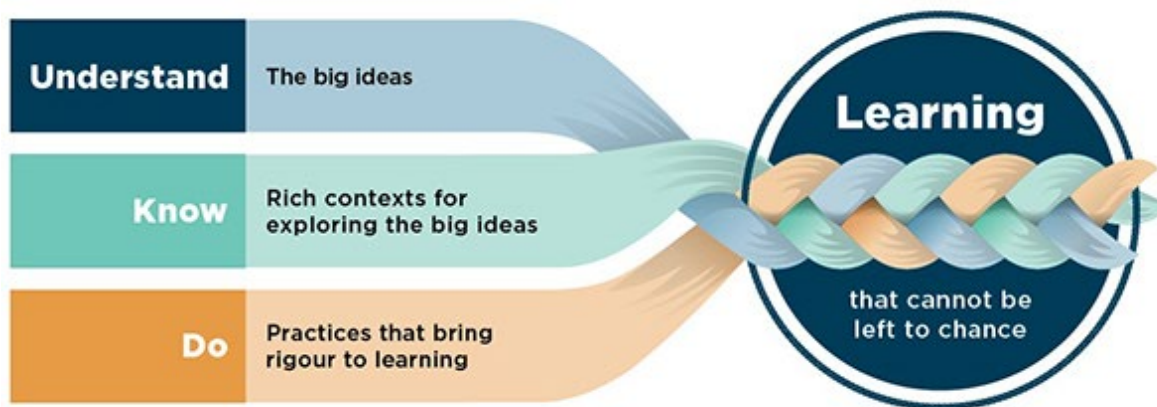 Understand
The big ideas
Know
Rich contexts for
exploring the big ideas
Do
Practices that bring
rigour to learning
Learning
that cannot be
left to chance